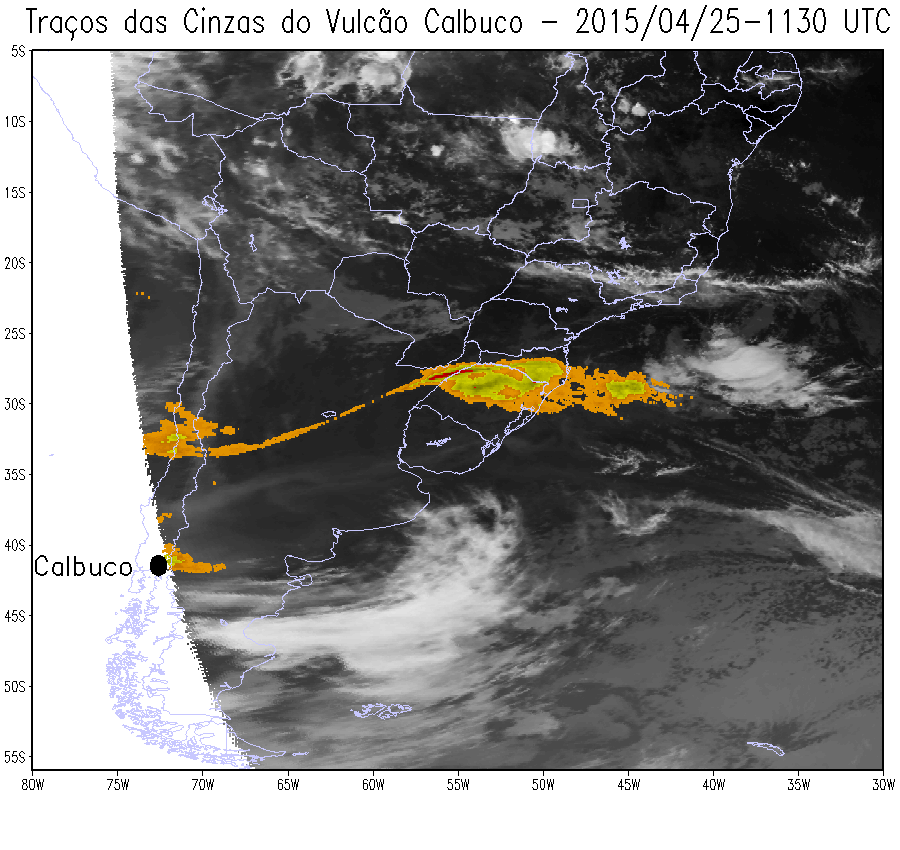 Traços das Cinzas do Vulcão Calbuco – 2015/04/25–1130 UTC
5S
10S
15S
20S
25S
30S
35S
40S
Calbuco
45S
50S
55S
80W 75W 70W 65W 60W 55W 50W 45W 40W 35W 30W